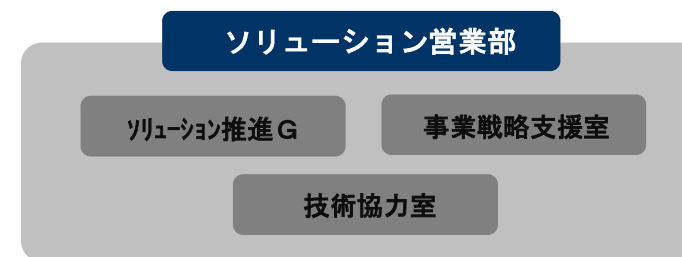 ソリューション営業部
ｿﾘｭｰｼｮﾝ推進Ｇ
事業戦略支援室
技術協力室